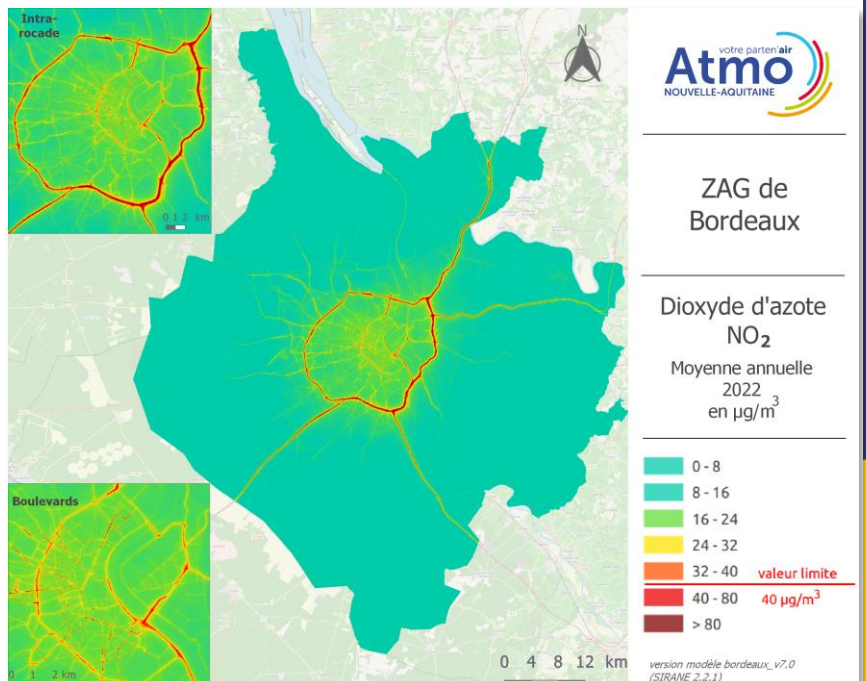 Intra-
rocade
0 1 2 km
N
Boulevards
0 1 2 km
0 4 8 12 km
votre parten'air
Atmo
NOUVELLE-AQUITAINE
ZAG de
Bordeaux
Dioxyde d'azote
NO₂
Moyenne annuelle
2022
en µg/m³
0 - 8
8 - 16
16 - 24
24 - 32
32 - 40 valeur limite
40 - 80 40 µg/m³
> 80
version modèle bordeaux_v7.0
(SIRANE 2.2.1)